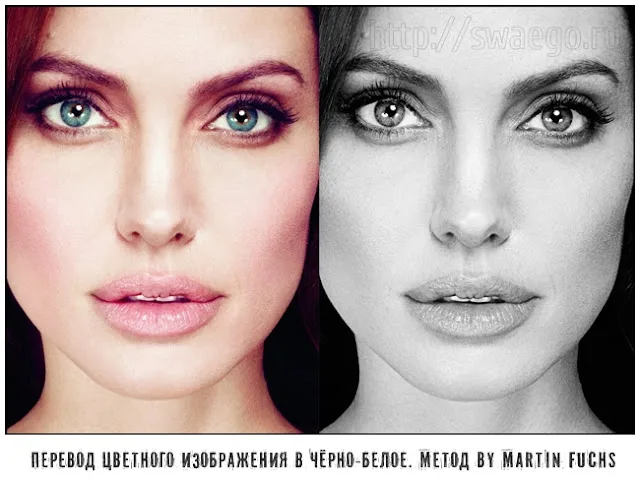 http://swaego.ru
ПЕРЕВОД ЦВЕТНОГО ИЗОБРАЖЕНИЯ В ЧЁРНО-БЕЛОЕ. МЕТОД BY MARTIN FUCHS